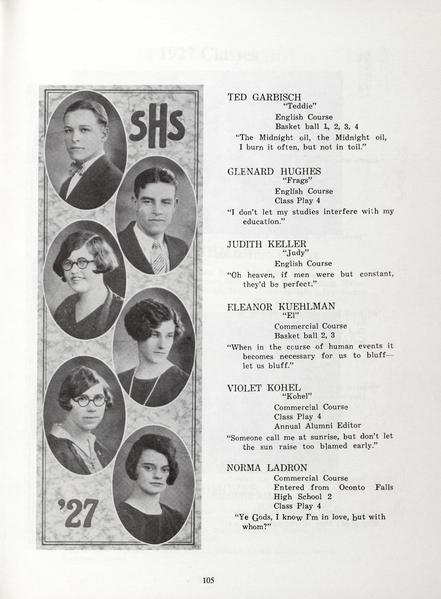 SHS
'27
TED GARBISCH
"Teddie"
English Course
Basket ball 1, 2, 3, 4
"The Midnight oil, the Midnight oil,
I burn it often, but not in toil."
GLENARD HUGHES
"Frags"
English Course
Class Play 4
"I don't let my studies interfere with my
education."
JUDITH KELLER
"Judy"
English Course
"Oh heaven, if men were but constant,
they'd be perfect."
ELEANOR KUEHLMAN
"El"
Commercial Course
Basket ball 2, 3
"When in the course of human events it
becomes necessary for us to bluff—
let us bluff."
VIOLET KOHEL
"Kohel"
Commercial Course
Class Play 4
Annual Alumni Editor
"Someone call me at sunrise, but don't let
the sun raise too blamed early."
NORMA LADRON
Commercial Course
Entered from Oconto Falls
High School 2
Class Play 4
"Ye Gods, I know I'm in love, but with
whom?"
105